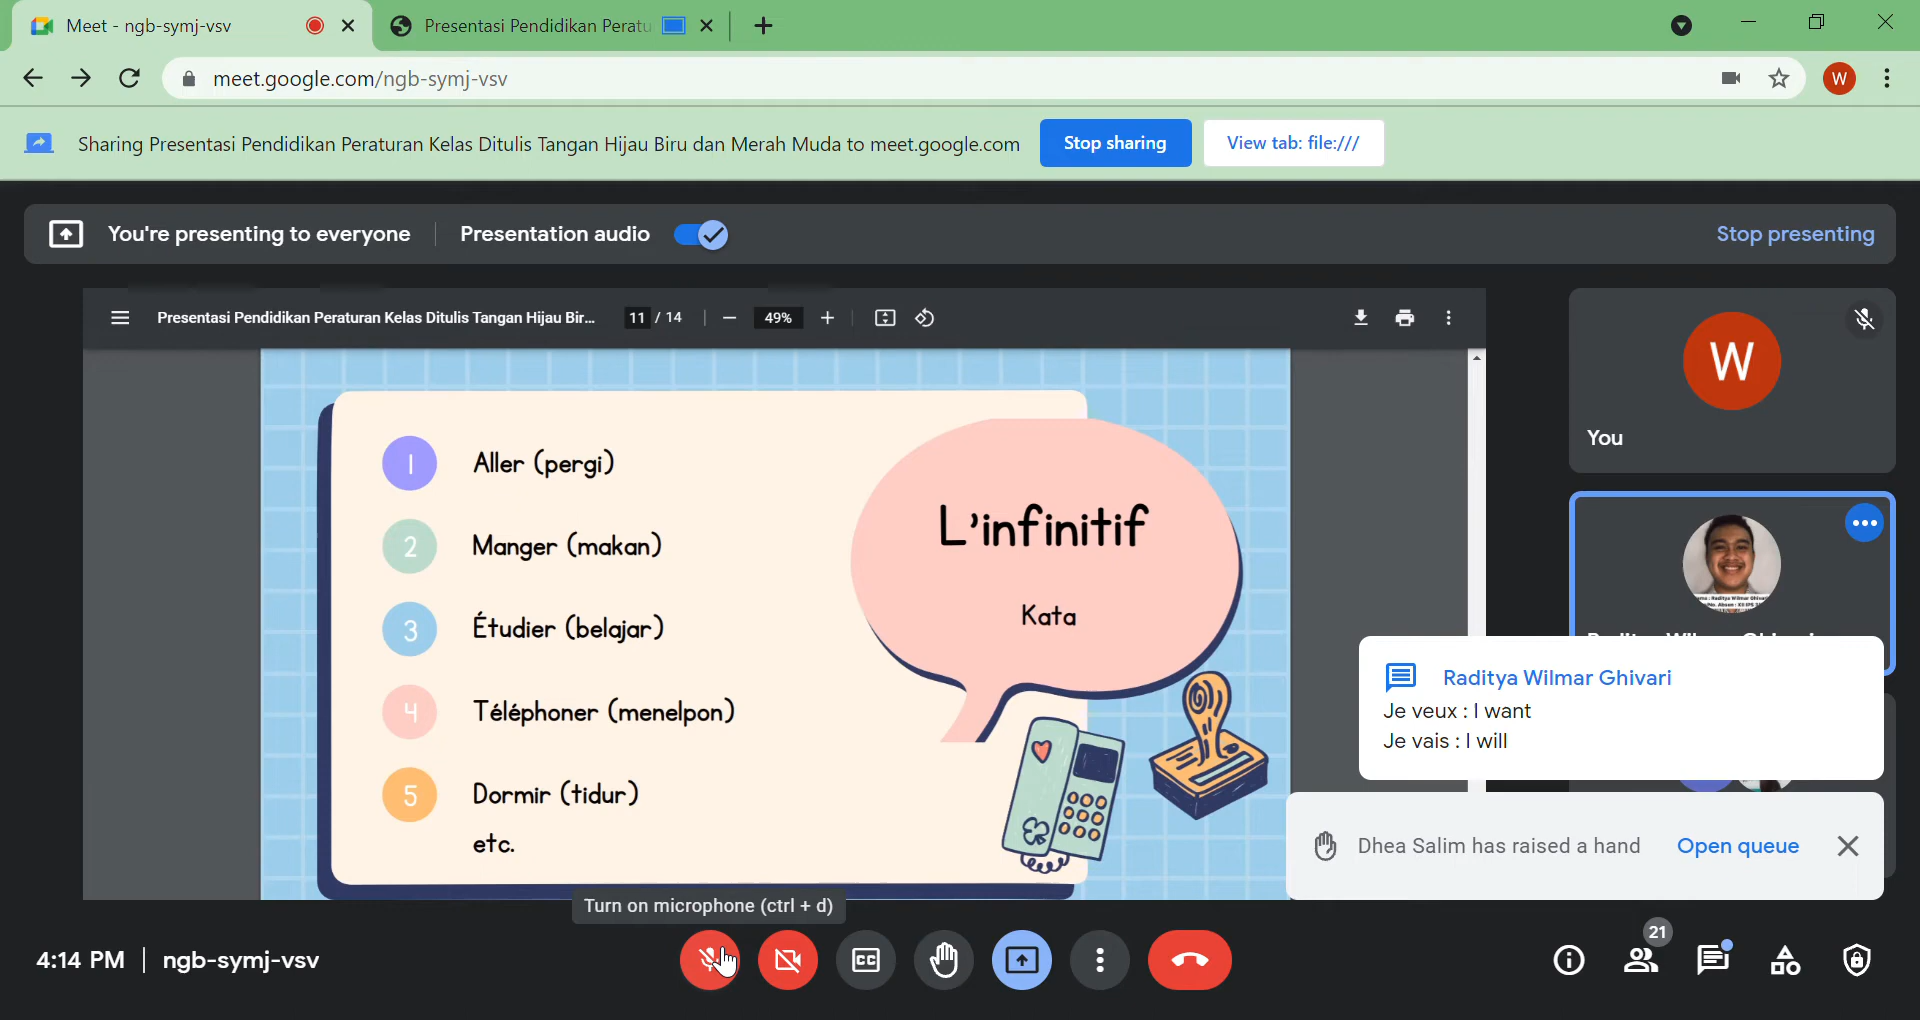 Meet - ngb-symj-vsv
Presentasi Pendidikan Peratu
meet.google.com/ngb-symj-vsv
W
Sharing Presentasi Pendidikan Peraturan Kelas Ditulis Tangan Hijau Biru dan Merah Muda to meet.google.com
Stop sharing
View tab: file:///
You're presenting to everyone
Presentation audio
Stop presenting
Presentasi Pendidikan Peraturan Kelas Ditulis Tangan Hijau Bir...
11 / 14
49%
1 Aller (pergi)
2 Manger (makan)
3 Étudier (belajar)
4 Téléphoner (menelpon)
5 Dormir (tidur)
etc.
L'infinitif
Kata
W
You
Raditya Wilmar Ghivari
Je veux : I want
Je vais : I will
Dhea Salim has raised a hand
Open queue
Turn on microphone (ctrl + d)
4:14 PM
ngb-symj-vsv
CC
21